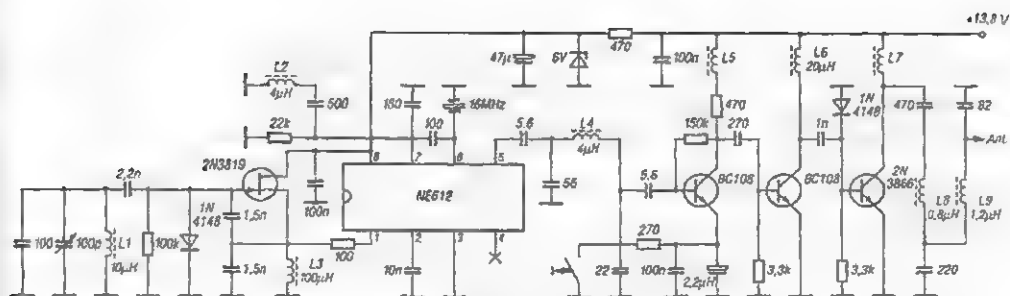 +13,8 V
470
47µ
6V
100n
L5
L6
20µH
L7
L2
4µH
500
180
16MHz
1N
4148
470
82
470
22k
100
5,6
L4
4µH
150k
270
1n
Ant.
2N3819
8
7
6
5
2,2n
1N
4148
1,5n
100n
NE612
56
5,6
BC108
BC108
2N
3866
L8
0,8µH
L9
1,2µH
100
100p
L1
10µH
100k
1,5n
L3
100µH
100
1
2
3
4
10n
270
22
100n
2,2µ
3,3k
3,3k
220